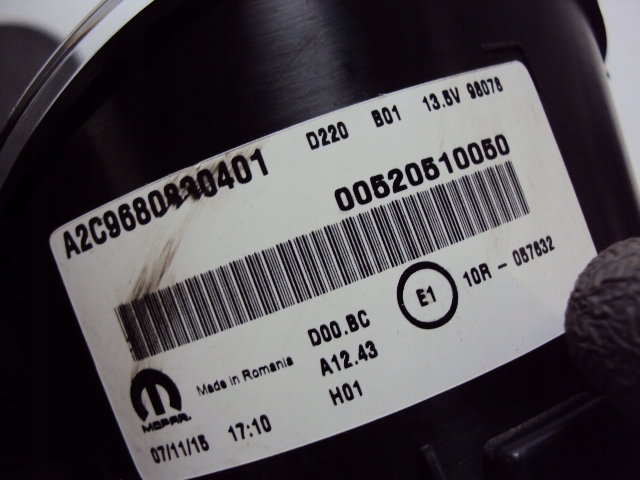 D220 B01 13.5V 98078
A2C9680830401
00520510050
E1 10R - 057632
D00.BC
Made in Romania A12.43
H01
MOPAR.
07/11/15 17:10